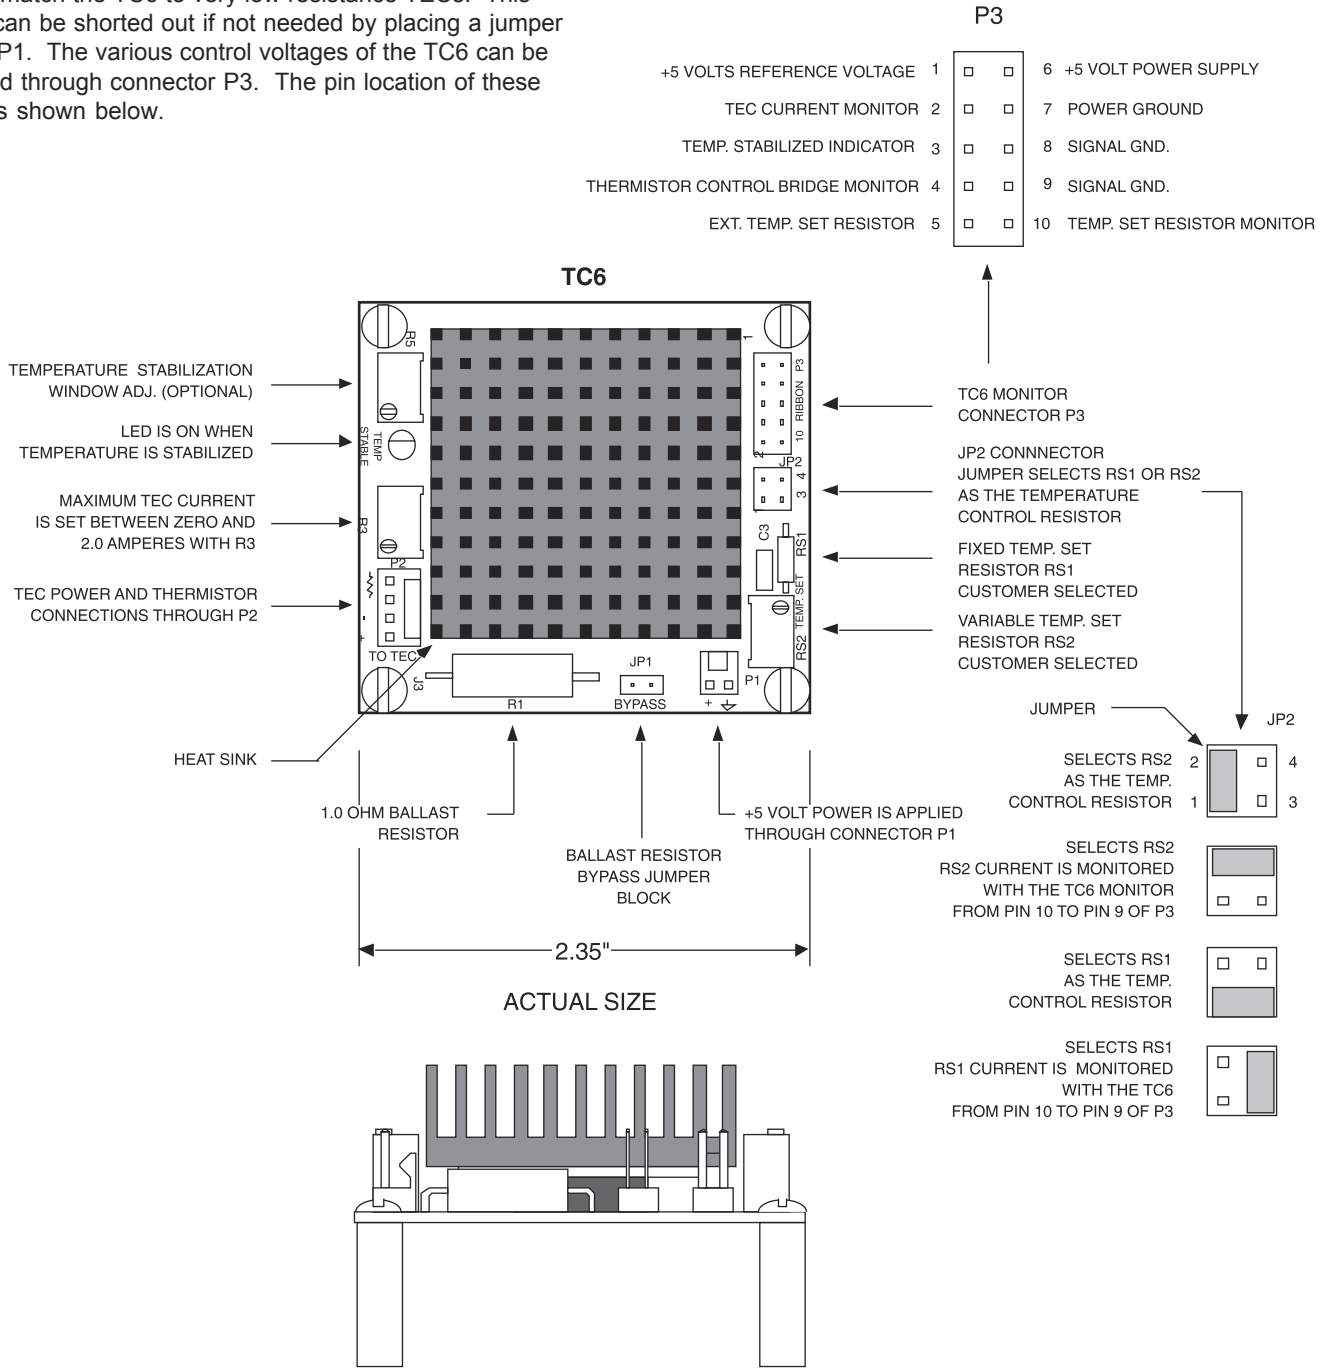 can be shorted out if not needed by placing a jumper
P1. The various control voltages of the TC6 can be
d through connector P3. The pin location of these
s shown below.
P3
+5 VOLTS REFERENCE VOLTAGE 1
6 +5 VOLT POWER SUPPLY
TEC CURRENT MONITOR 2
7 POWER GROUND
TEMP. STABILIZED INDICATOR 3
8 SIGNAL GND.
THERMISTOR CONTROL BRIDGE MONITOR 4
9 SIGNAL GND.
EXT. TEMP. SET RESISTOR 5
10 TEMP. SET RESISTOR MONITOR
TC6
TEMPERATURE STABILIZATION
WINDOW ADJ. (OPTIONAL)
LED IS ON WHEN
TEMPERATURE IS STABILIZED
MAXIMUM TEC CURRENT
IS SET BETWEEN ZERO AND
2.0 AMPERES WITH R3
TEC POWER AND THERMISTOR
CONNECTIONS THROUGH P2
HEAT SINK
R5
TEMP
STABLE
R3
P2
-
+
TO TEC
J3
R1
JP1
BYPASS
P1
+
1
RIBBON P3
10
2
JP2
4
3
1
C3
RS1
TEMP. SET
RS2
TC6 MONITOR
CONNECTOR P3
JP2 CONNNECTOR
JUMPER SELECTS RS1 OR RS2
AS THE TEMPERATURE
CONTROL RESISTOR
FIXED TEMP. SET
RESISTOR RS1
CUSTOMER SELECTED
VARIABLE TEMP. SET
RESISTOR RS2
CUSTOMER SELECTED
1.0 OHM BALLAST
RESISTOR
BALLAST RESISTOR
BYPASS JUMPER
BLOCK
+5 VOLT POWER IS APPLIED
THROUGH CONNECTOR P1
2.35"
ACTUAL SIZE
JUMPER
JP2
SELECTS RS2
AS THE TEMP.
CONTROL RESISTOR
2
4
1
3
SELECTS RS2
RS2 CURRENT IS MONITORED
WITH THE TC6 MONITOR
FROM PIN 10 TO PIN 9 OF P3
SELECTS RS1
AS THE TEMP.
CONTROL RESISTOR
SELECTS RS1
RS1 CURRENT IS MONITORED
WITH THE TC6
FROM PIN 10 TO PIN 9 OF P3